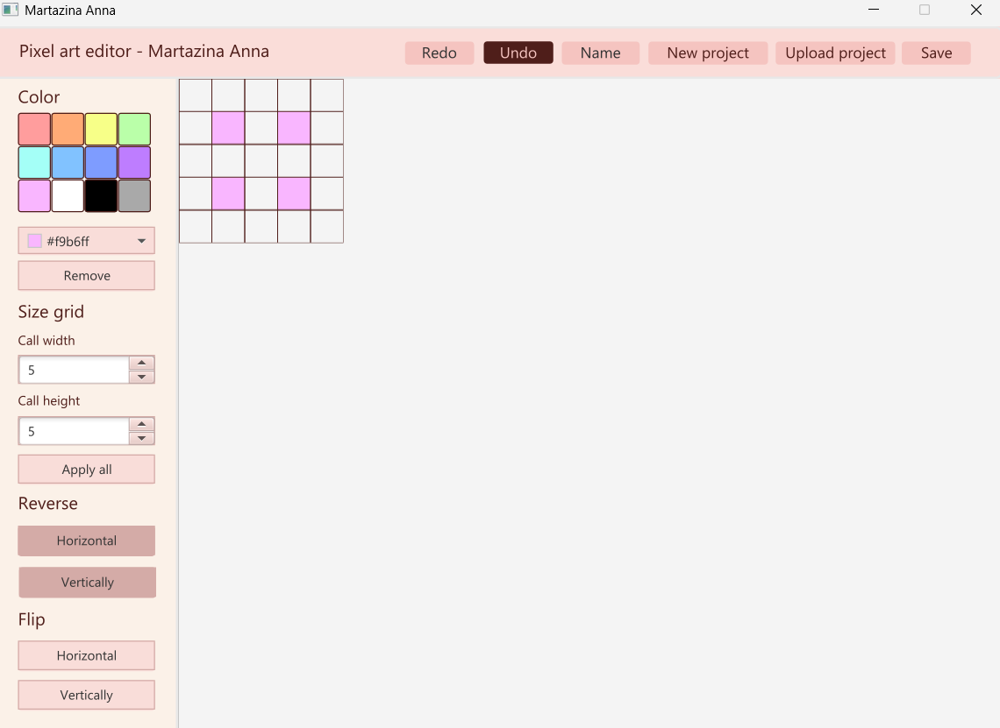 Martazina Anna
Pixel art editor - Martazina Anna
Redo
Undo
Name
New project
Upload project
Save
Color
#f9b6ff
Remove
Size grid
Call width
5
Call height
5
Apply all
Reverse
Horizontal
Vertically
Flip
Horizontal
Vertically